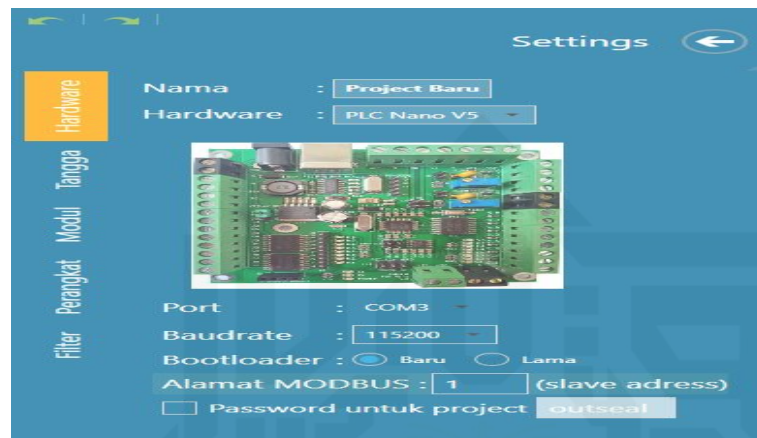 Settings
Hardware
Tangga
Modul
Perangkat
Filter
Nama : Project Baru
Hardware : PLC Nano V5
Port : COM3
Baudrate : 115200
Bootloader : Baru Lama
Alamat MODBUS : 1 (slave adress)
Password untuk project outseal